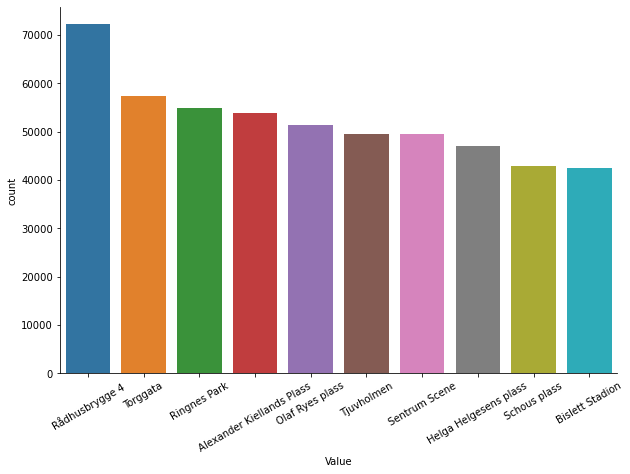 70000
60000
50000
40000
30000
20000
10000
0
count
Rådhusbrygge 4
Torggata
Ringnes Park
Alexander Kiellands Plass
Olaf Ryes plass
Tjuvholmen
Sentrum Scene
Helga Helgesens plass
Schous plass
Bislett Stadion
Value